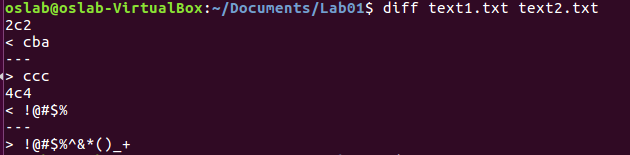 oslab@oslab-VirtualBox:~/Documents/Lab01$ diff text1.txt text2.txt
2c2
< cba
---
> ccc
4c4
< !@#$%
---
> !@#$%^&*()_+